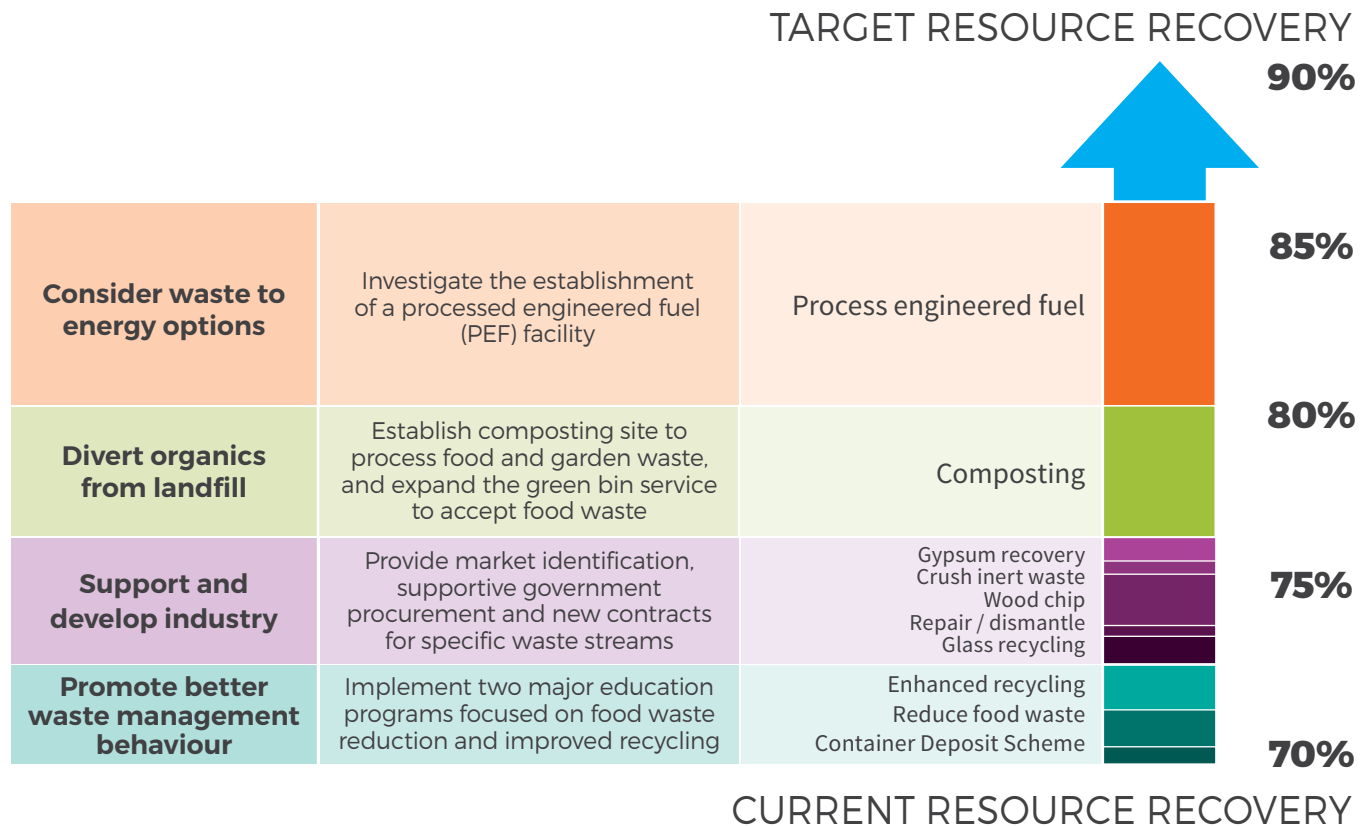 TARGET RESOURCE RECOVERY
90%
85%
Consider waste to
energy options
Investigate the establishment
of a processed engineered fuel
(PEF) facility
Process engineered fuel
80%
Divert organics
from landfill
Establish composting site to
process food and garden waste,
and expand the green bin service
to accept food waste
Composting
Support and
develop industry
Provide market identification,
supportive government
procurement and new contracts
for specific waste streams
Gypsum recovery
Crush inert waste
Wood chip
Repair / dismantle
Glass recycling
75%
Promote better
waste management
behaviour
Implement two major education
programs focused on food waste
reduction and improved recycling
Enhanced recycling
Reduce food waste
Container Deposit Scheme
70%
CURRENT RESOURCE RECOVERY